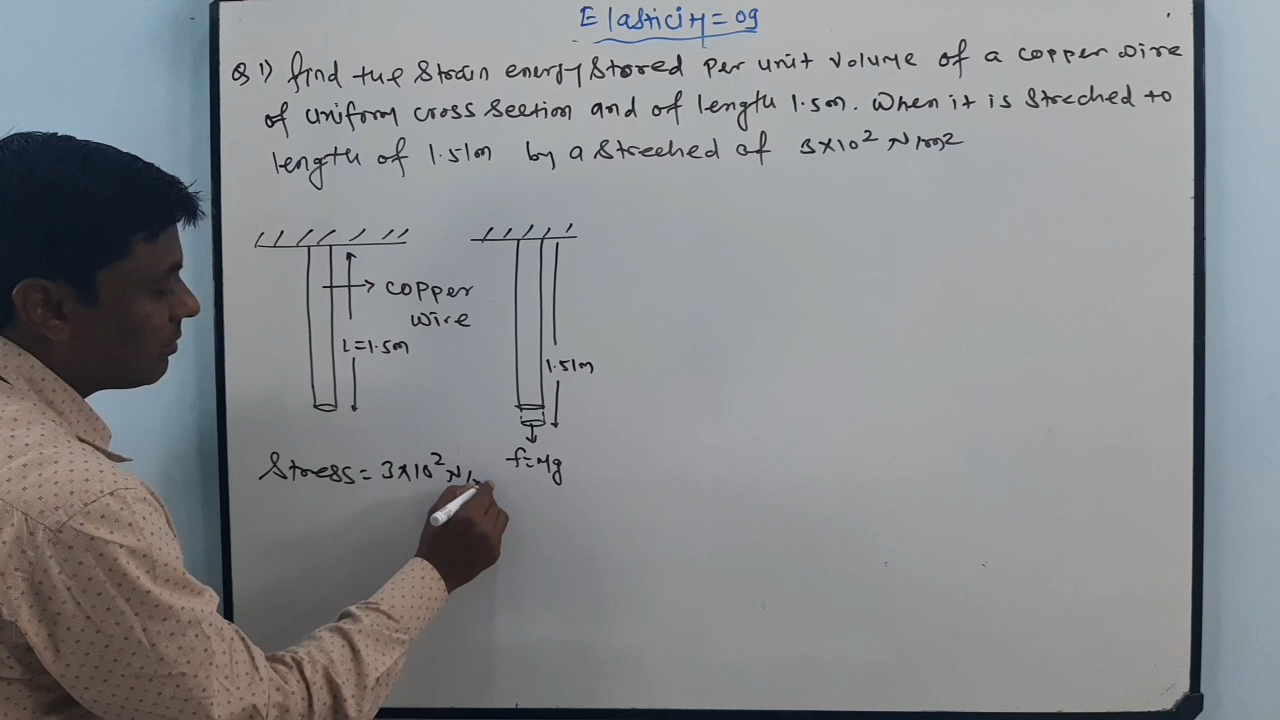 Elasticity = 09
Q 1) find the strain energy stored per unit volume of a copper wire
of uniform cross section and of length 1.5m. When it is streched to
length of 1.51m by a streched of 3×10² N/m2
copper
wire
L=1.5m
1.51m
Stress = 3×10² N/
f=Mg